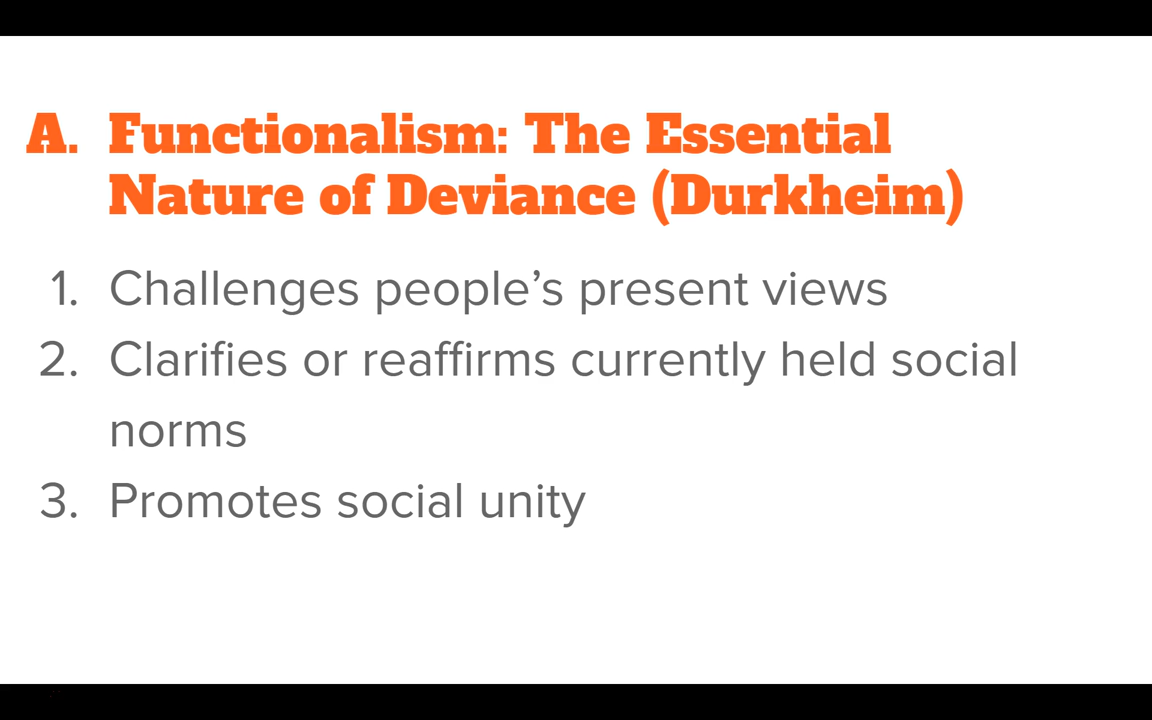 A. Functionalism: The Essential
Nature of Deviance (Durkheim)
1. Challenges people’s present views
2. Clarifies or reaffirms currently held social
norms
3. Promotes social unity